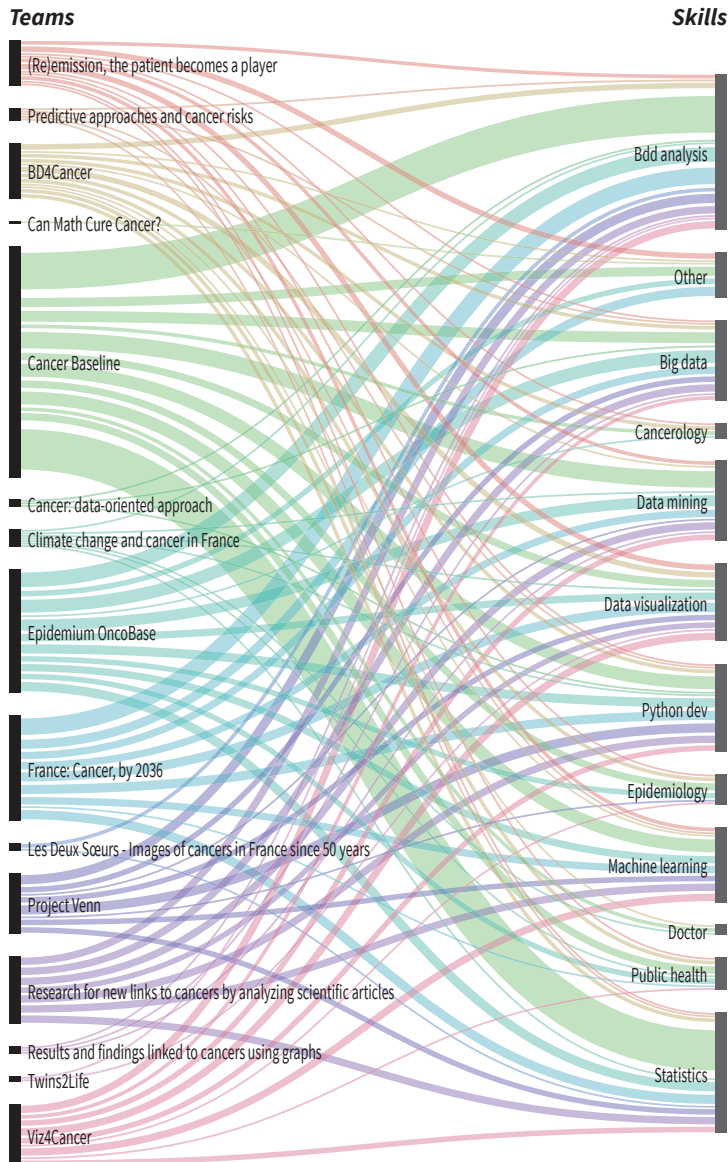 Teams
Skills
(Re)emission, the patient becomes a player
Predictive approaches and cancer risks
BD4Cancer
Can Math Cure Cancer?
Cancer Baseline
Cancer: data-oriented approach
Climate change and cancer in France
Epidemium OncoBase
France: Cancer, by 2036
Les Deux Sœurs - Images of cancers in France since 50 years
Project Venn
Research for new links to cancers by analyzing scientific articles
Results and findings linked to cancers using graphs
Twins2Life
Viz4Cancer
Bdd analysis
Other
Big data
Cancerology
Data mining
Data visualization
Python dev
Epidemiology
Machine learning
Doctor
Public health
Statistics